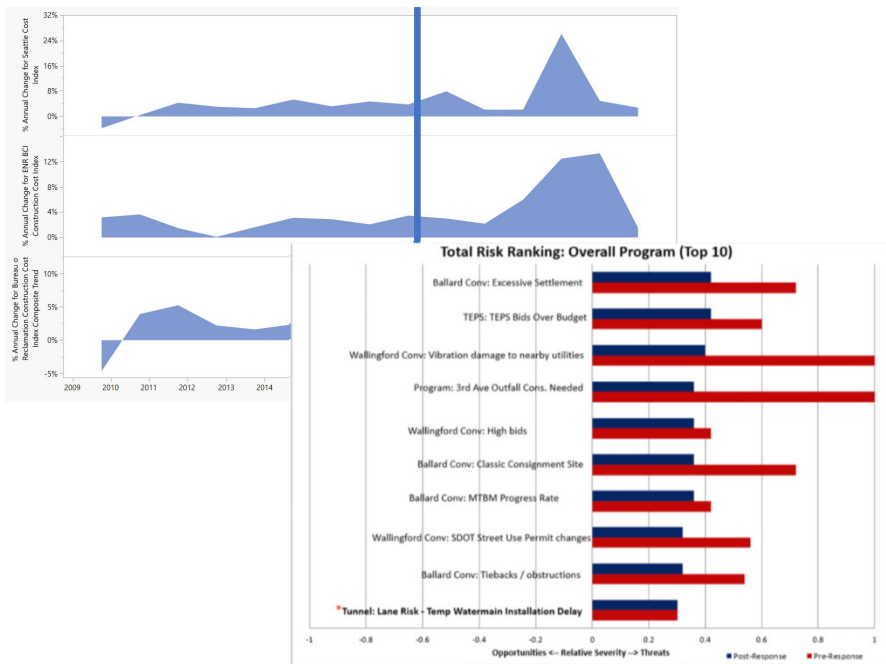 % Annual Change for Seattle Cost
Index
32%
24%
16%
8%
0%
% Annual Change for ENR BCI
Construction Cost Index
12%
8%
4%
0%
% Annual Change for Bureau o
Reclamation Construction Cost
Index Composite Trend
10%
5%
0%
-5%
2009 2010 2011 2012 2013 2014
Total Risk Ranking: Overall Program (Top 10)
Ballard Conv: Excessive Settlement
TEPS: TEPS Bids Over Budget
Wallingford Conv: Vibration damage to nearby utilities
Program: 3rd Ave Outfall Cons. Needed
Wallingford Conv: High bids
Ballard Conv: Classic Consignment Site
Ballard Conv: MTBM Progress Rate
Wallingford Conv: SDOT Street Use Permit changes
Ballard Conv: Tiebacks / obstructions
*Tunnel: Lane Risk - Temp Watermain Installation Delay
-1 -0.8 -0.6 -0.4 -0.2 0 0.2 0.4 0.6 0.8 1
Opportunities <-- Relative Severity --> Threats
Post-Response Pre-Response